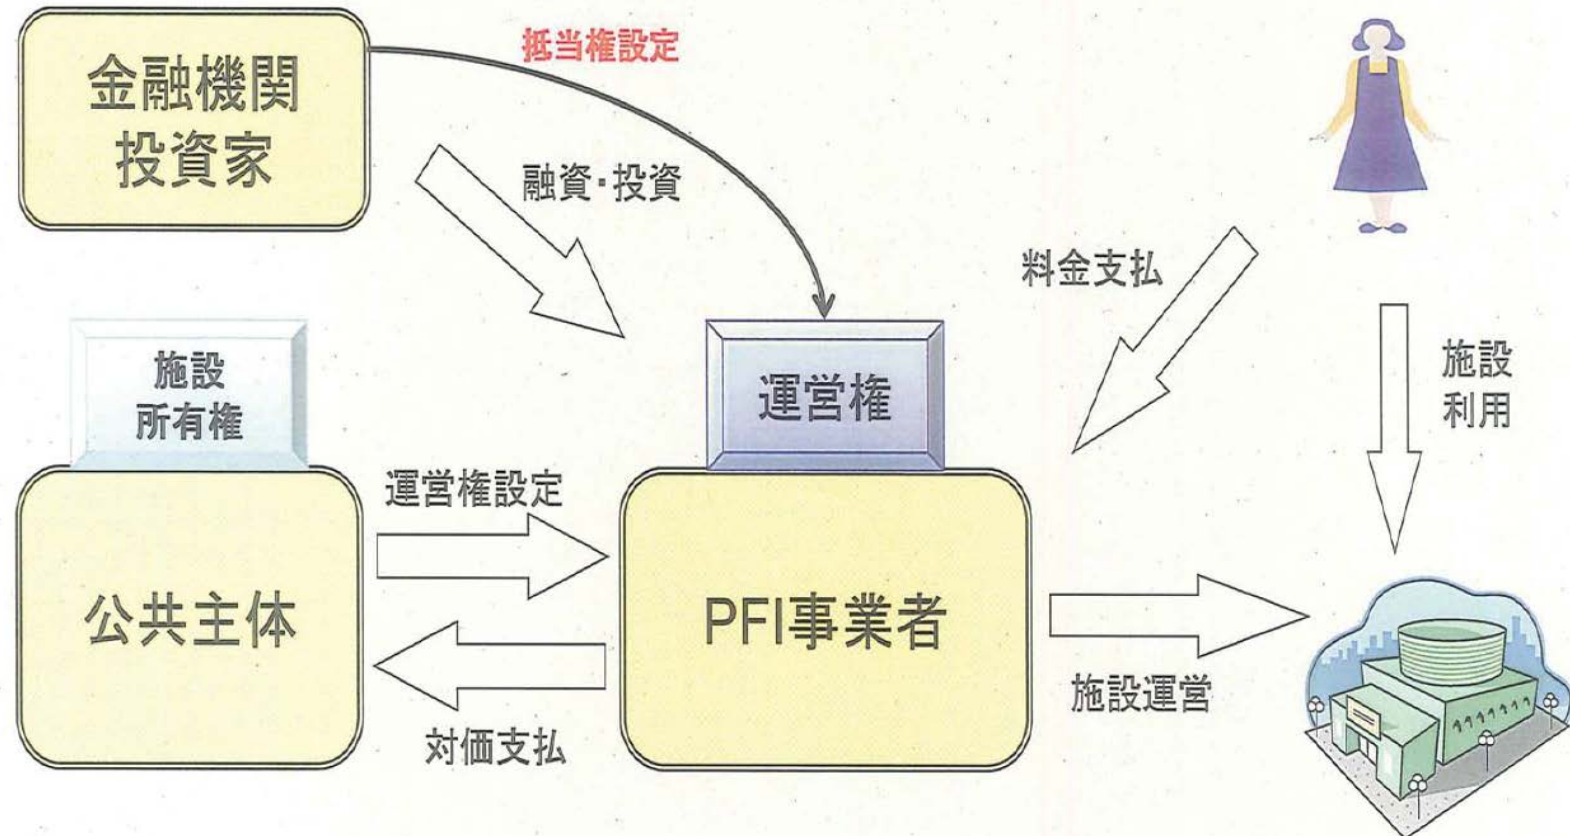 抵当権設定
金融機関
投資家
融資・投資
料金支払
施設
所有権
運営権
施設
利用
運営権設定
公共主体
PFI事業者
対価支払
施設運営